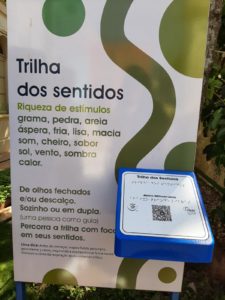 Trilha
dos sentidos
Riqueza de estímulos
grama, pedra, areia
áspera, fria, lisa, macia
som, cheiro, sabor
sol, vento, sombra
calor.
De olhos fechados
e/ou descalço.
Sozinho ou em dupla.
(uma pessoa como guia)
Percorra a trilha com foco
em seus sentidos.
Trilha dos Sentidos